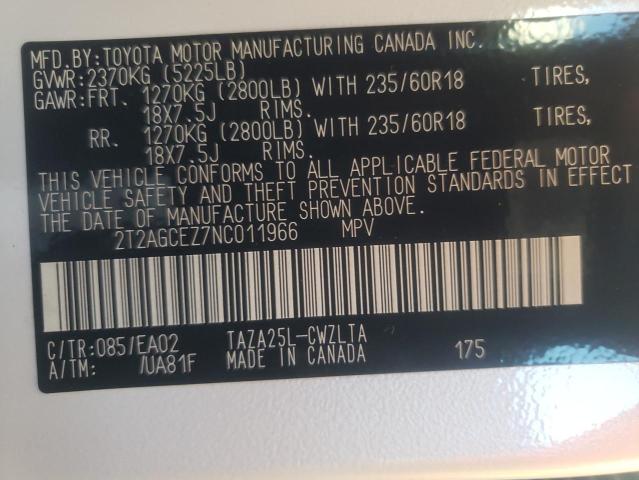 MFD.BY:TOYOTA MOTOR MANUFACTURING CANADA INC.
GVWR:2370KG (5225LB)
GAWR:FRT. 1270KG (2800LB) WITH 235/60R18 TIRES,
18X7.5J RIMS.
RR. 1270KG (2800LB) WITH 235/60R18 TIRES,
18X7.5J RIMS.
THIS VEHICLE CONFORMS TO ALL APPLICABLE FEDERAL MOTOR
VEHICLE SAFETY AND THEFT PREVENTION STANDARDS IN EFFECT
THE DATE OF MANUFACTURE SHOWN ABOVE.
2T2AGCEZ7NC011966 MPV
C/TR:085/EA02 TAZA25L-CWZLTA
A/TM: /UA81F MADE IN CANADA 175